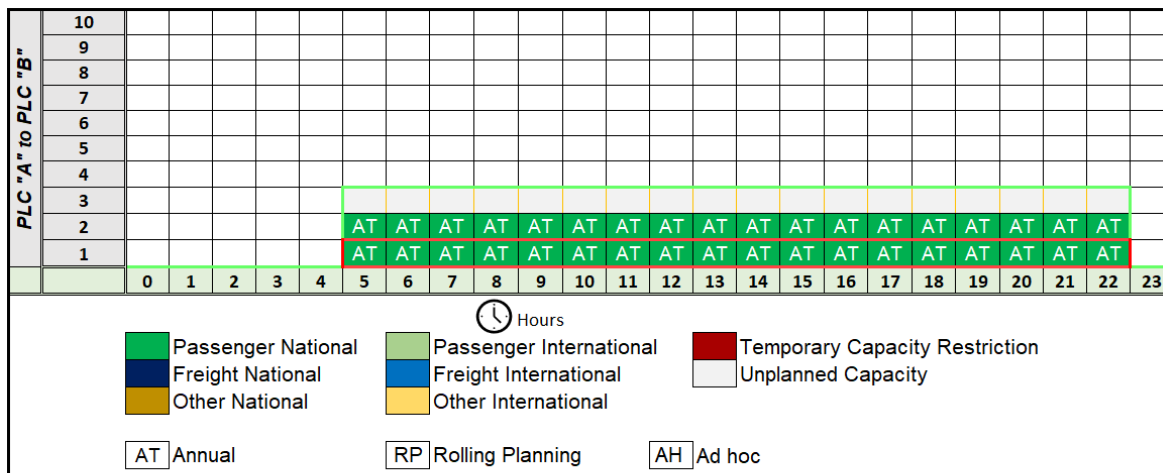 PLC "A" to PLC "B"
10
9
8
7
6
5
4
3
2 AT AT AT AT AT AT AT AT AT AT AT AT AT AT AT AT AT AT
1 AT AT AT AT AT AT AT AT AT AT AT AT AT AT AT AT AT AT
0 1 2 3 4 5 6 7 8 9 10 11 12 13 14 15 16 17 18 19 20 21 22 23
Hours
Passenger National Passenger International Temporary Capacity Restriction
Freight National Freight International Unplanned Capacity
Other National Other International
AT Annual RP Rolling Planning AH Ad hoc